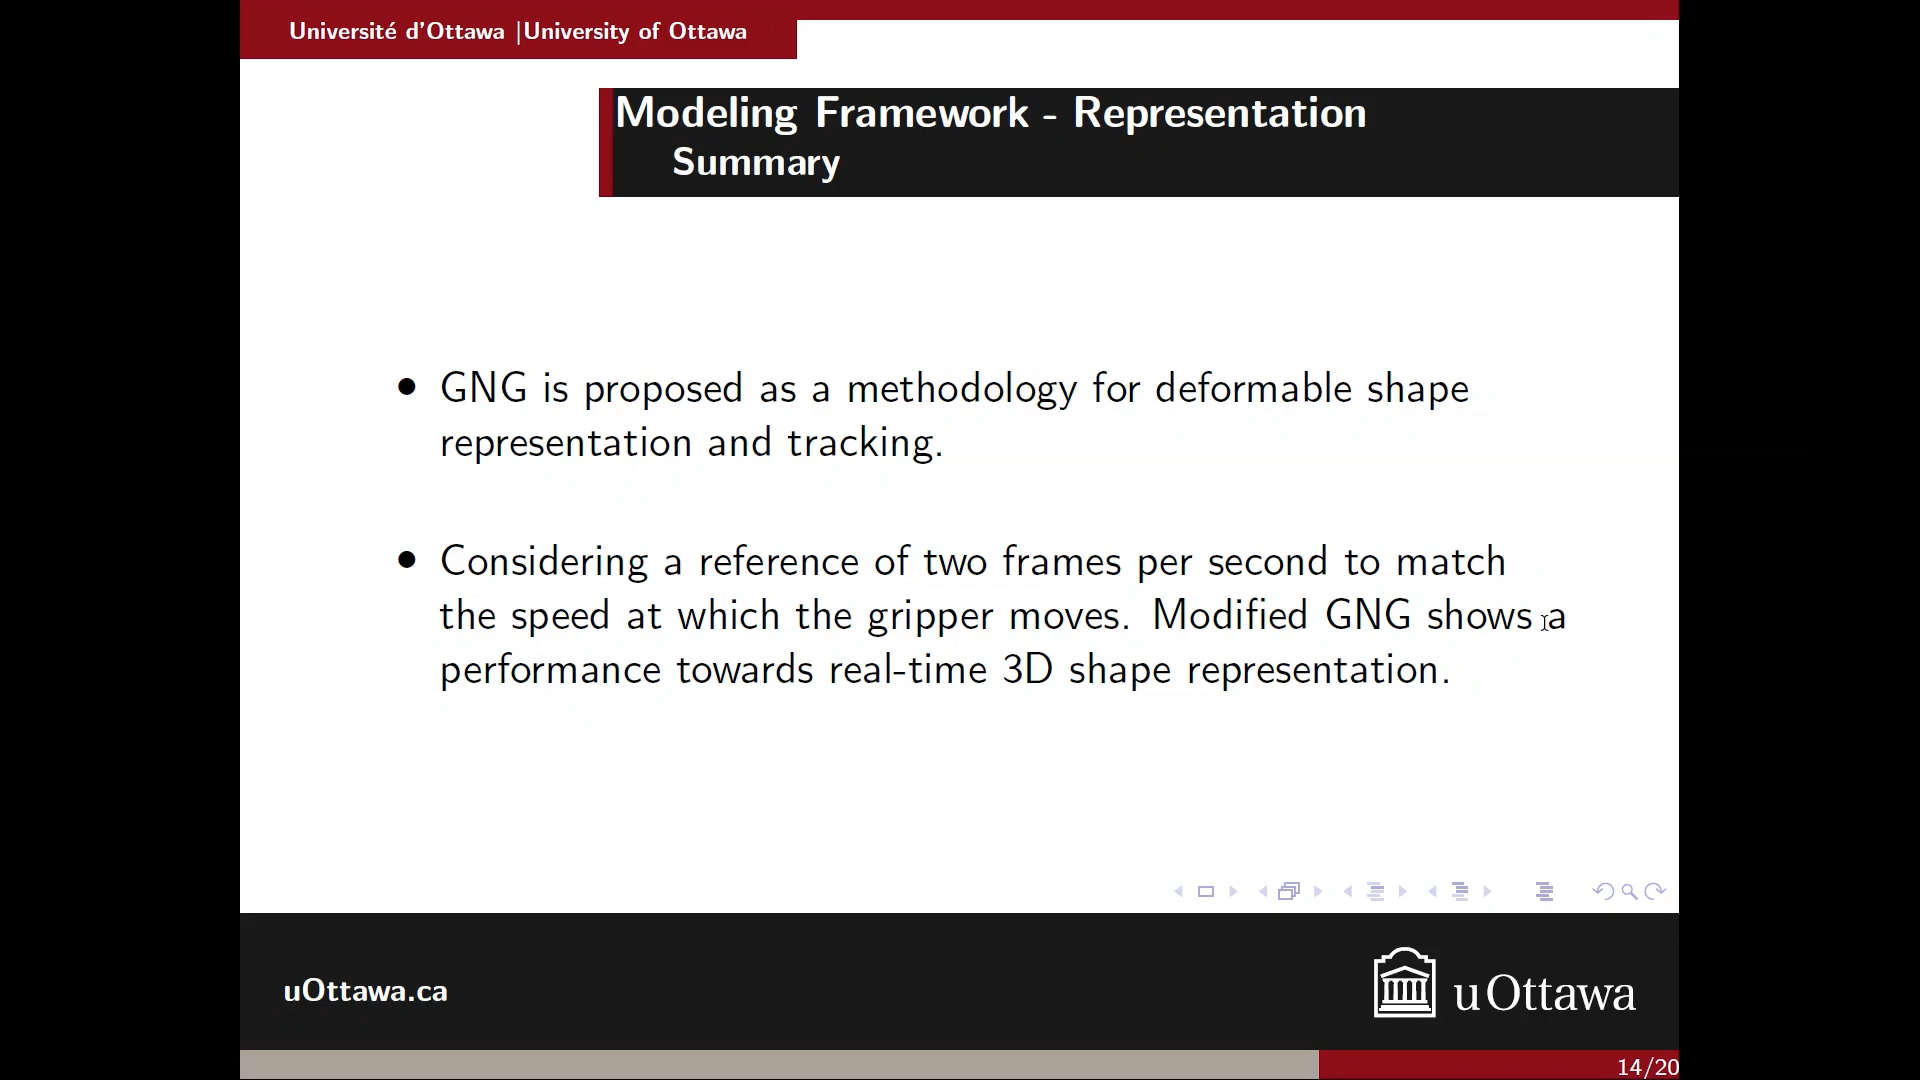 Université d'Ottawa |University of Ottawa
Modeling Framework - Representation
Summary
• GNG is proposed as a methodology for deformable shape
representation and tracking.
• Considering a reference of two frames per second to match
the speed at which the gripper moves. Modified GNG shows a
performance towards real-time 3D shape representation.
uOttawa.ca
uOttawa
14/20